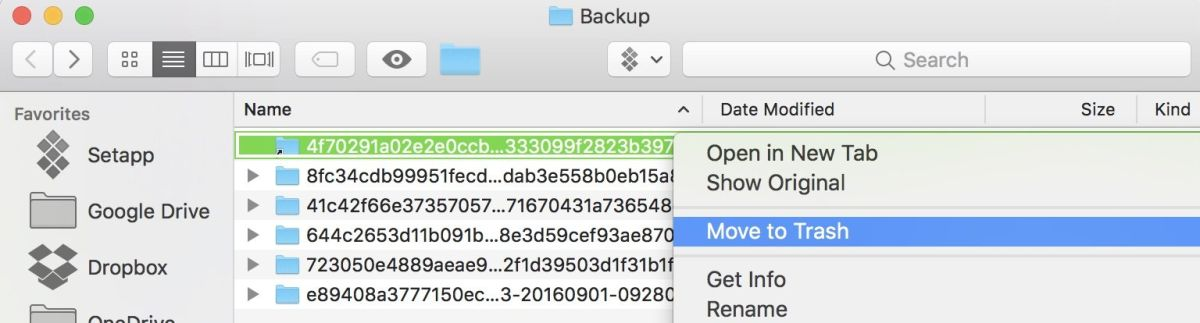 Backup
Search
Favorites
Setapp
Google Drive
Dropbox
OneDrive
Name
Date Modified
Size
Kind
4f70291a02e2e0ccb...333099f2823b397
8fc34cdb99951fecd...dab3e558b0eb15a8
41c42f66e37357057...71670431a736548
644c2653d11b091b...8e3d59cef93ae870
723050e4889aeae9...2f1d39503d1f31b1f
e89408a3777150ec...3-20160901-09280
Open in New Tab
Show Original
Move to Trash
Get Info
Rename